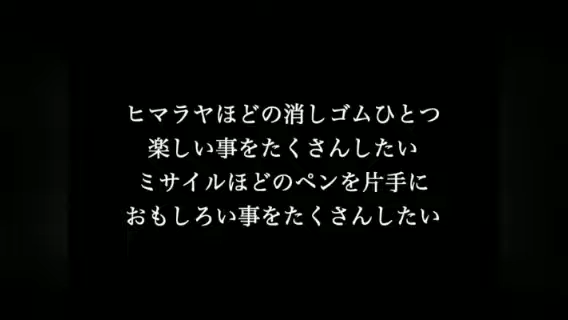 ヒマラヤほどの消しゴムひとつ
楽しい事をたくさんしたい
ミサイルほどのペンを片手に
おもしろい事をたくさんしたい